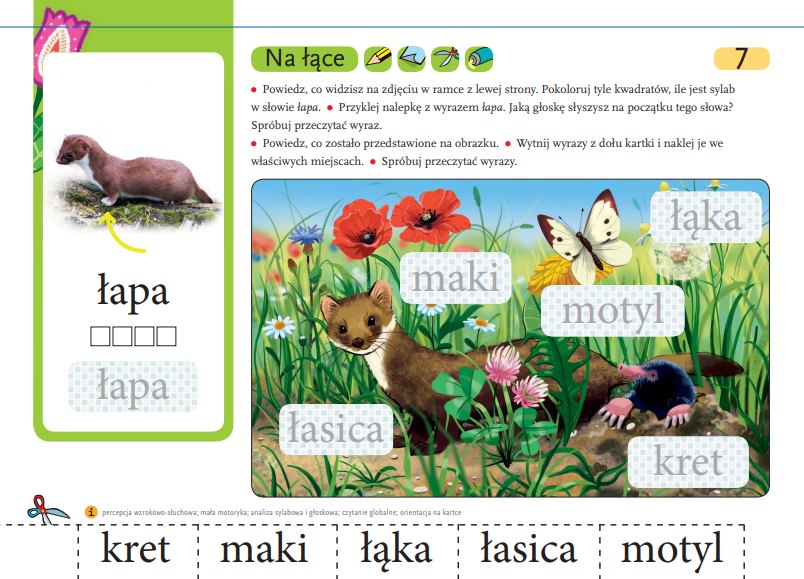 Na łące
7
● Powiedz, co widzisz na zdjęciu w ramce z lewej strony. Pokoloruj tyle kwadratów, ile jest sylab
w słowie łapa. ● Przyklej nalepkę z wyrazem łapa. Jaką głoskę słyszysz na początku tego słowa?
Spróbuj przeczytać wyraz.
● Powiedz, co zostało przedstawione na obrazku. ● Wytnij wyrazy z dołu kartki i naklej je we
właściwych miejscach. ● Spróbuj przeczytać wyrazy.
łapa
łapa
łąka
maki
motyl
łasica
kret
i percepcja wzrokowo-słuchowa; mała motoryka; analiza sylabowa i głoskowa; czytanie globalne; orientacja na kartce
kret maki łąka łasica motyl